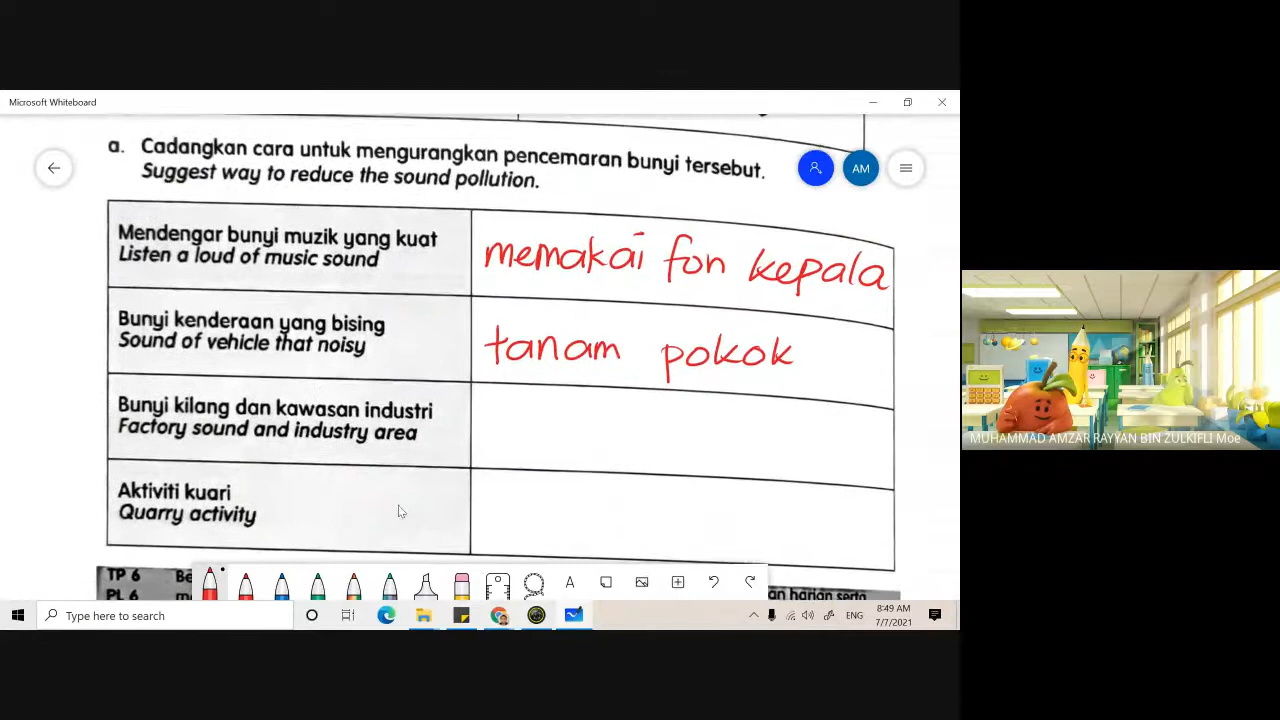 Microsoft Whiteboard
a. Cadangkan cara untuk mengurangkan pencemaran bunyi tersebut.
Suggest way to reduce the sound pollution.
AM
Mendengar bunyi muzik yang kuat
Listen a loud of music sound
memakai fon kepala
Bunyi kenderaan yang bising
Sound of vehicle that noisy
tanam pokok
Bunyi kilang dan kawasan industri
Factory sound and industry area
Aktiviti kuari
Quarry activity
MUHAMMAD AMZAR RAYYAN BIN ZULKIFLI Moe
TP 6 Be
PL 6
an harian serta
A
Type here to search
ENG
8:49 AM
7/7/2021